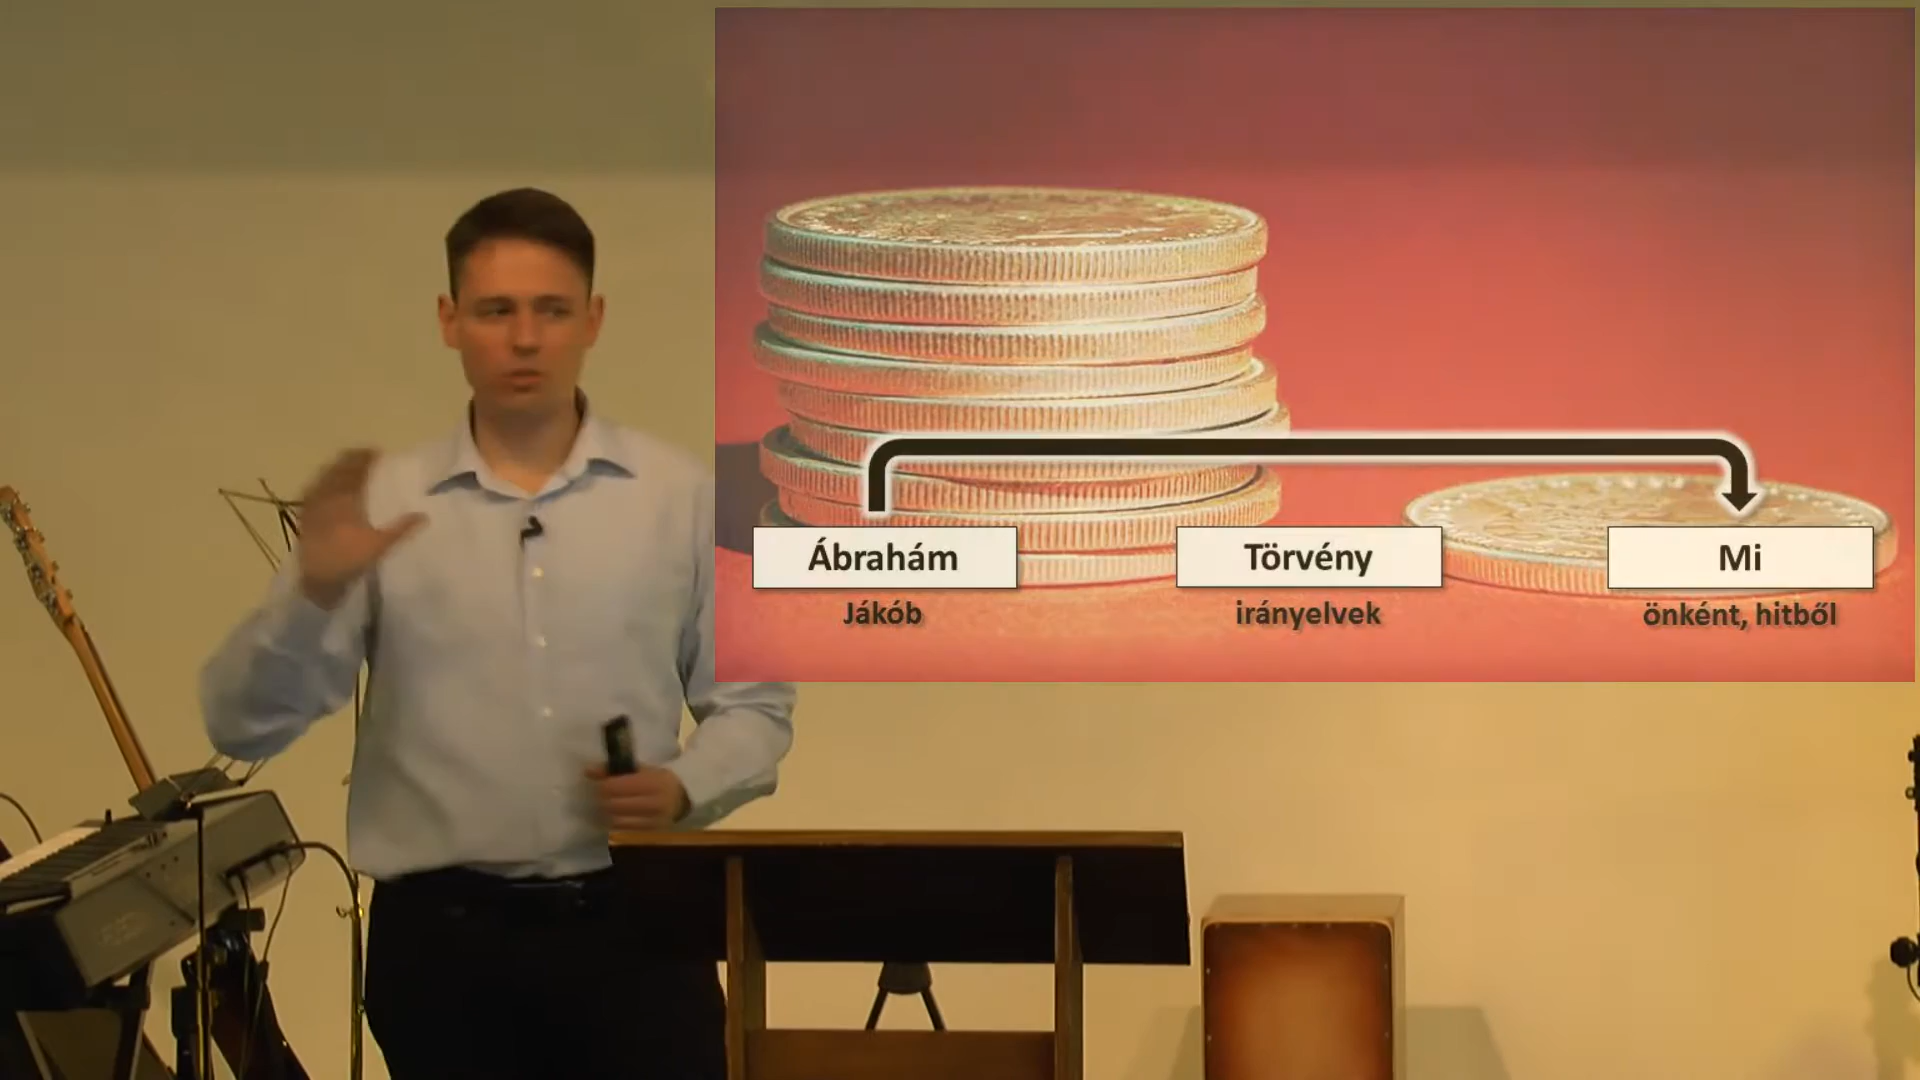 Ábrahám
Törvény
Mi
Jákób
irányelvek
önként, hitből